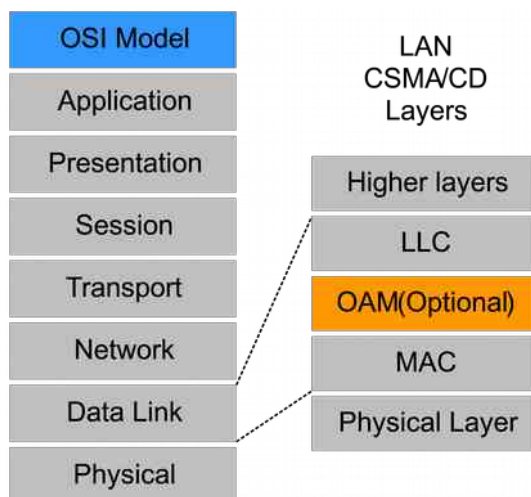 OSI Model
Application
Presentation
Session
Transport
Network
Data Link
Physical
LAN
CSMA/CD
Layers
Higher layers
LLC
OAM(Optional)
MAC
Physical Layer